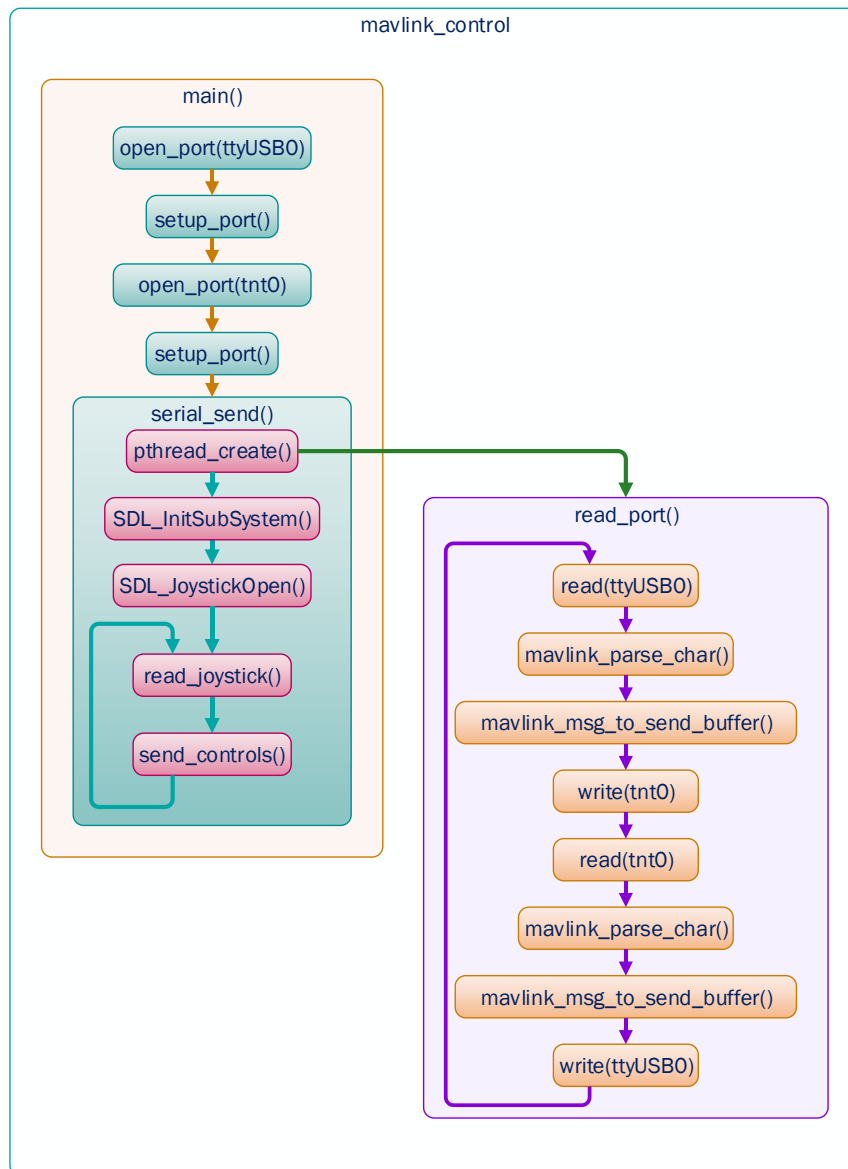 mavlink_control
main()
open_port(ttyUSB0)
setup_port()
open_port(tnt0)
setup_port()
serial_send()
pthread_create()
SDL_InitSubSystem()
SDL_JoystickOpen()
read_joystick()
send_controls()
read_port()
read(ttyUSB0)
mavlink_parse_char()
mavlink_msg_to_send_buffer()
write(tnt0)
read(tnt0)
mavlink_parse_char()
mavlink_msg_to_send_buffer()
write(ttyUSB0)